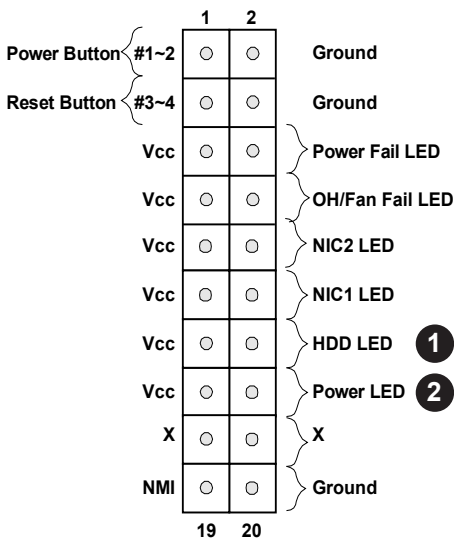 1 2
Power Button #1~2 Ground
Reset Button #3~4 Ground
Vcc Power Fail LED
Vcc OH/Fan Fail LED
Vcc NIC2 LED
Vcc NIC1 LED
Vcc HDD LED 1
Vcc Power LED 2
X X
NMI Ground
19 20